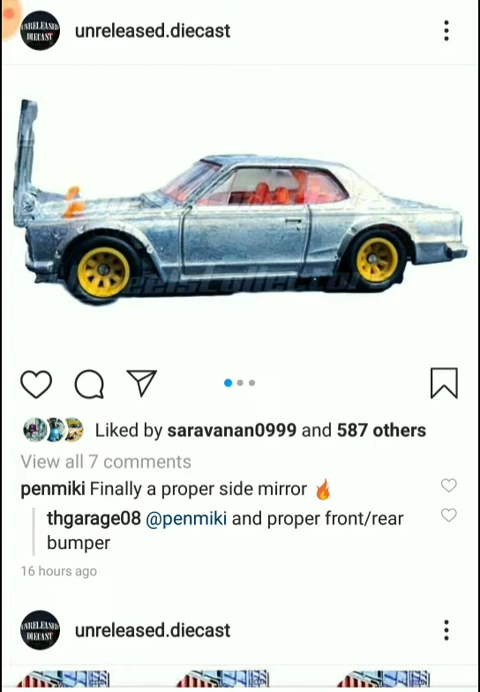 UNRELEASED
DIECAST
unreleased.diecast
Liked by saravanan0999 and 587 others
View all 7 comments
penmiki Finally a proper side mirror 🔥
thgarage08 @penmiki and proper front/rear
bumper
16 hours ago
UNRELEASED
DIECAST
unreleased.diecast